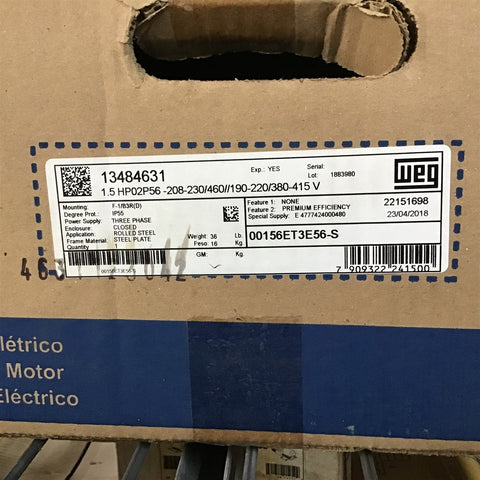 13484631
Exp.: YES
Serial:
Lot: 1883980
1.5 HP02P56 -208-230/460//190-220/380-415 V
weg
Mounting: F-1/B3R(D)
Degree Prot.: IP55
Power Supply: THREE PHASE
Enclosure: CLOSED
Application: ROLLED STEEL
Frame Material: STEEL PLATE
Quantity 1
Weight: 36 Lb.
Peso: 16 Kg.
GM: Kg.
Feature 1: NONE
Feature 2: PREMIUM EFFICIENCY
Special Supply: E 4777424000480
22151698
23/04/2018
00156ET3E56-S
00156ET3E56-S
7 909322 241500
létrico
Motor
Eléctrico